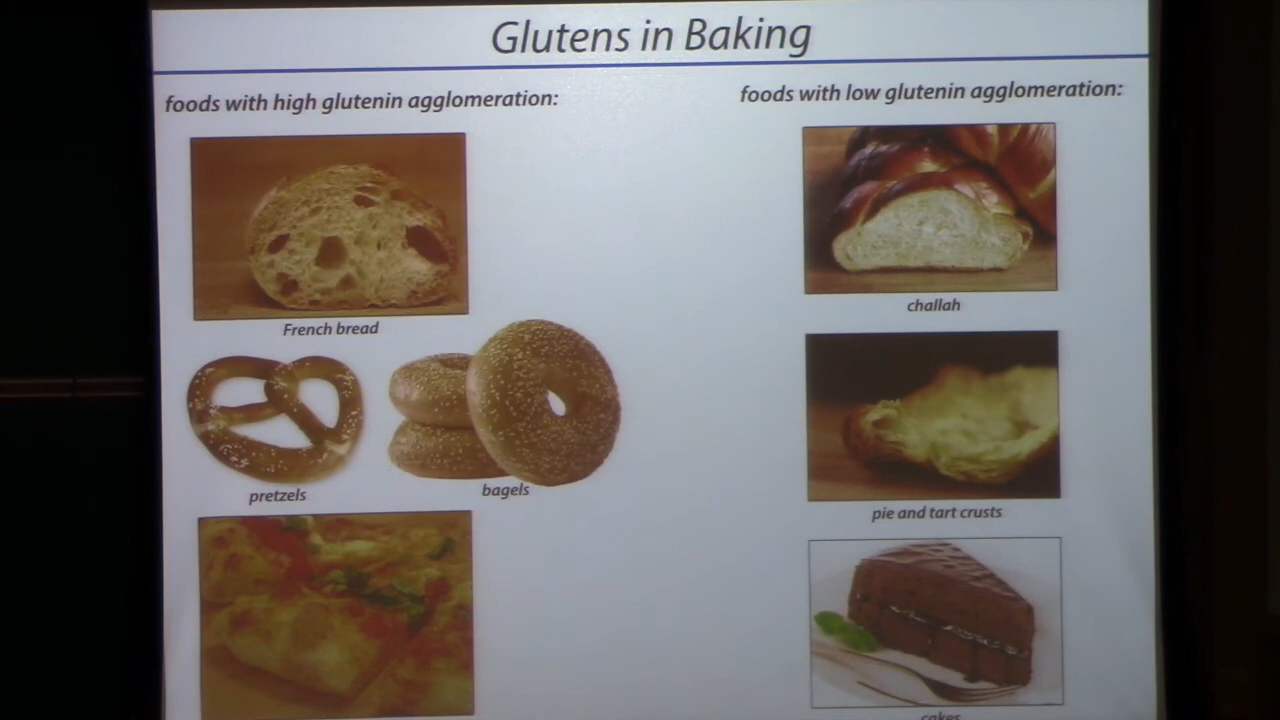 Glutens in Baking
foods with high glutenin agglomeration:
foods with low glutenin agglomeration:
French bread
challah
pretzels
bagels
pie and tart crusts
cakes